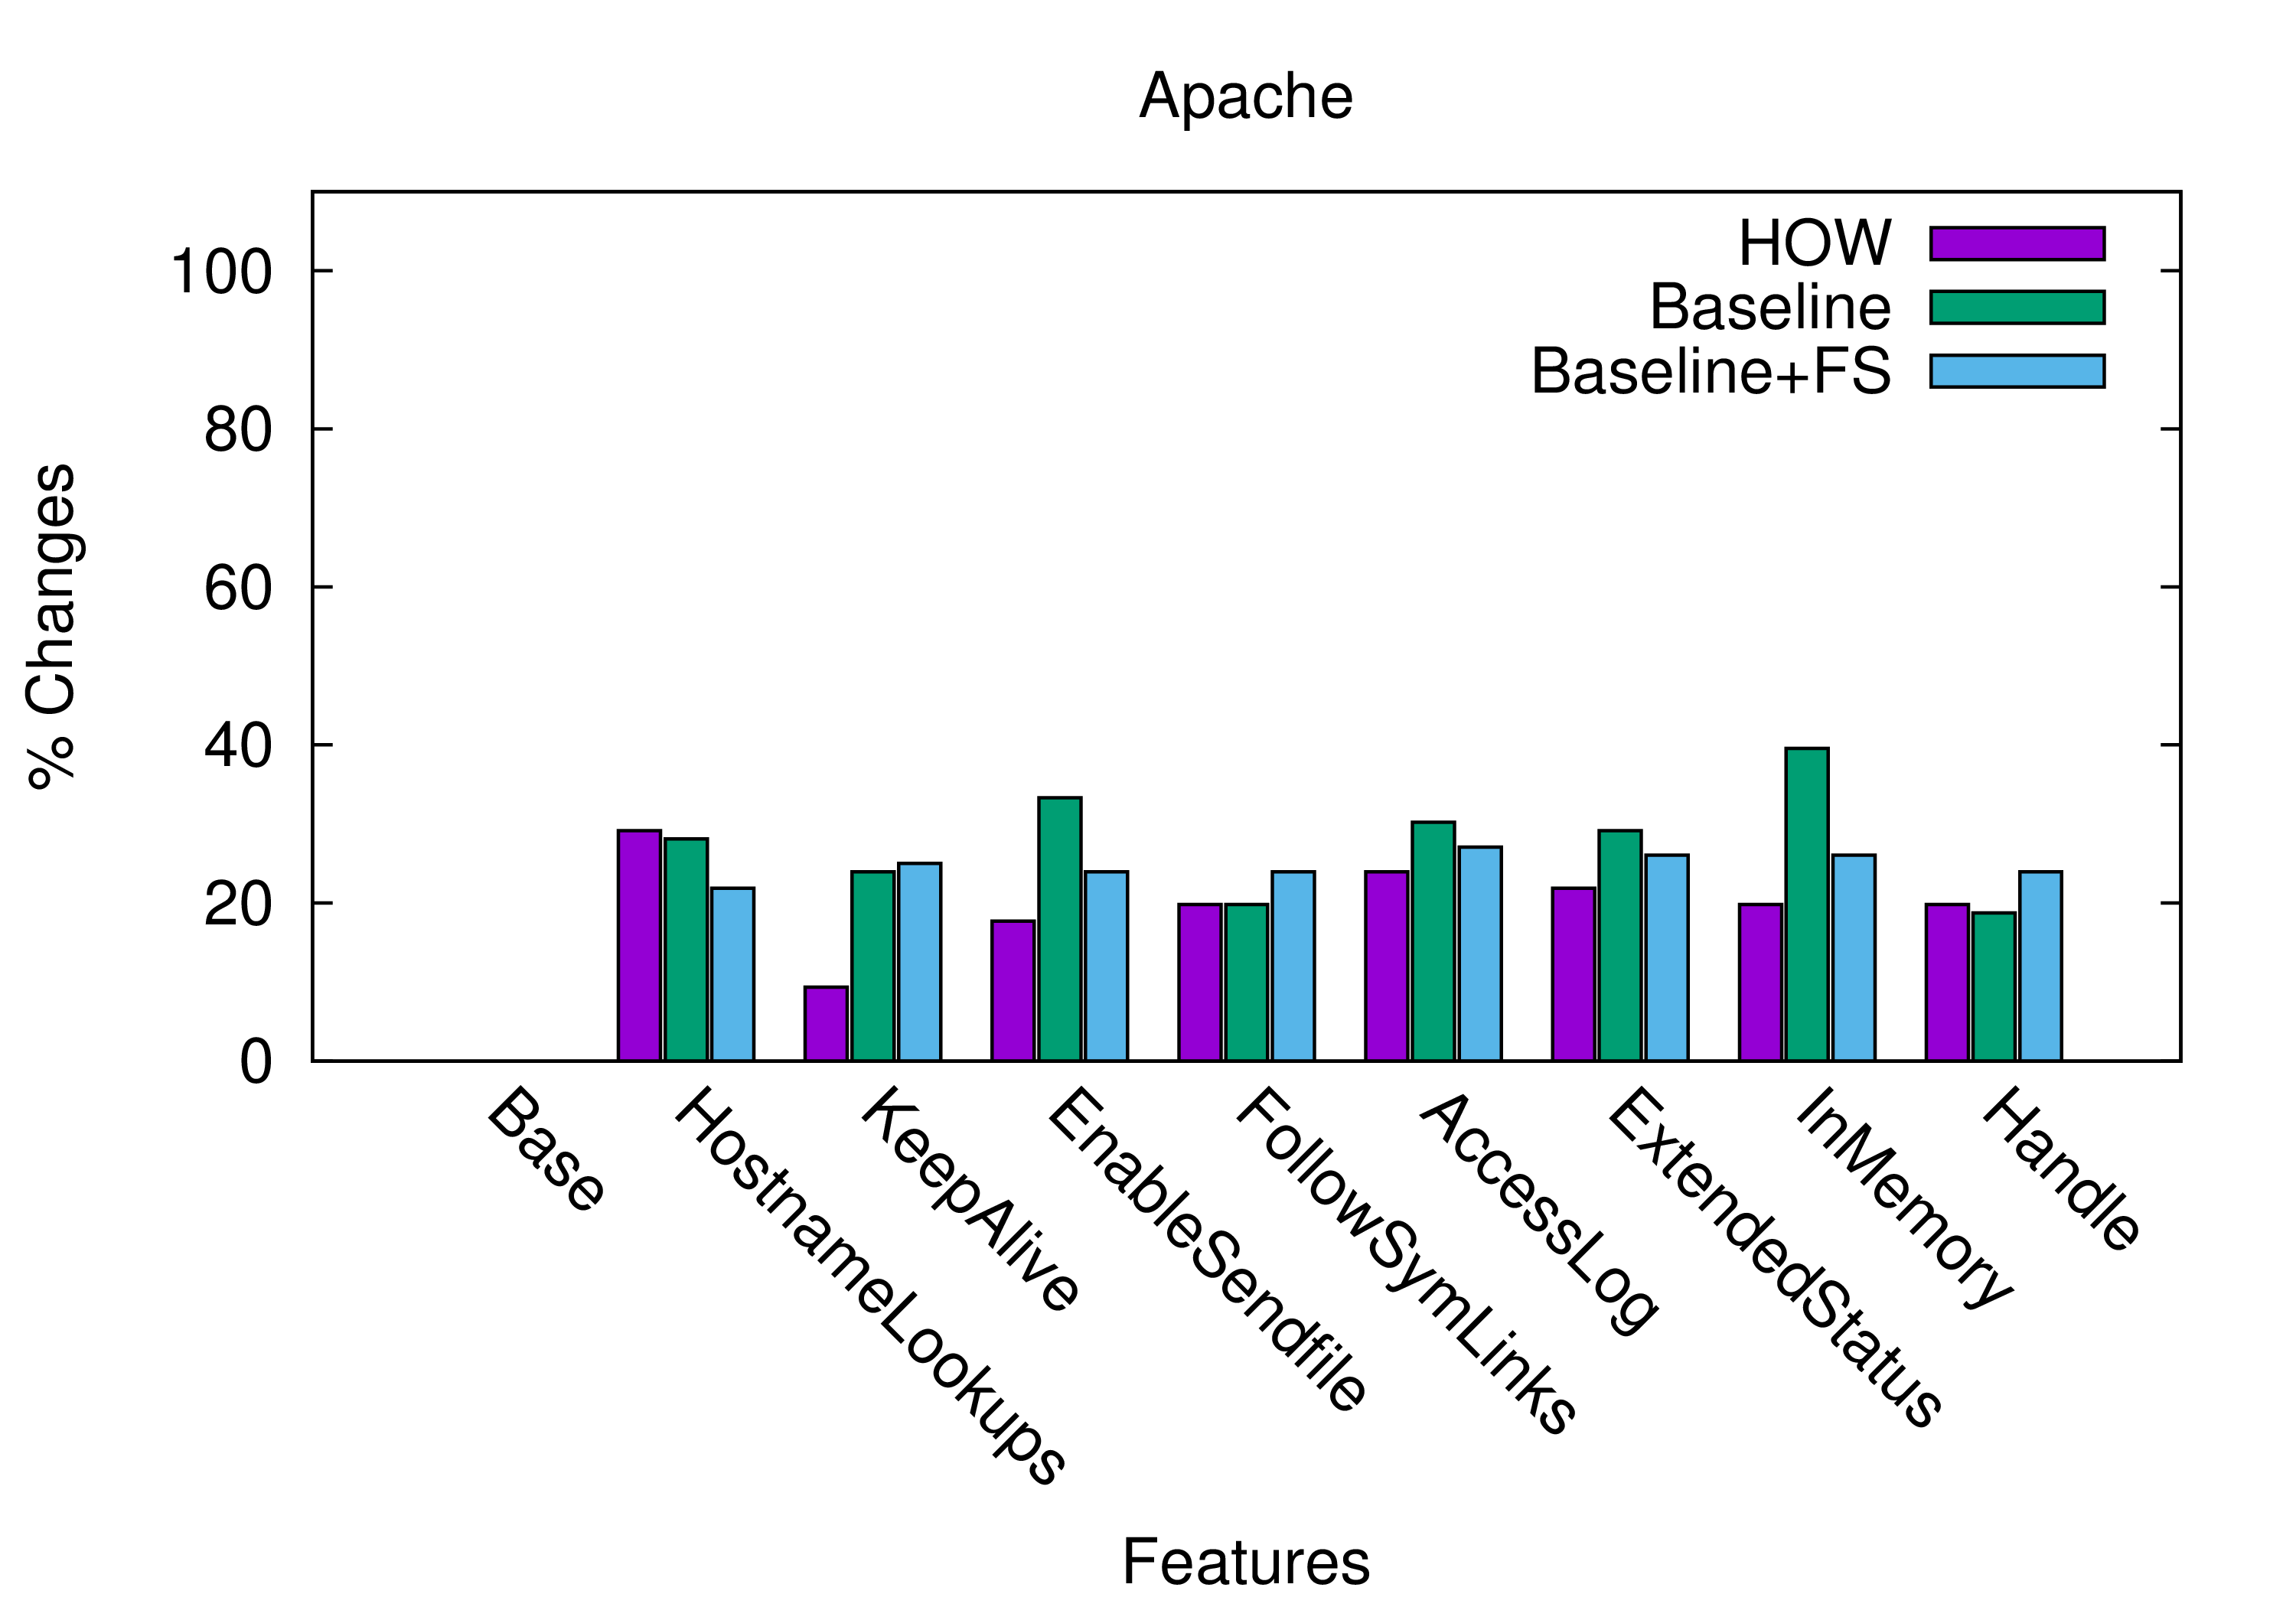 Apache
HOW
Baseline
Baseline+FS
100
80
60
40
20
0
% Changes
Base
HostnameLookups
KeepAlive
EnableSendfile
FollowSymLinks
AccessLog
ExtendedStatus
InMemory
Handle
Features